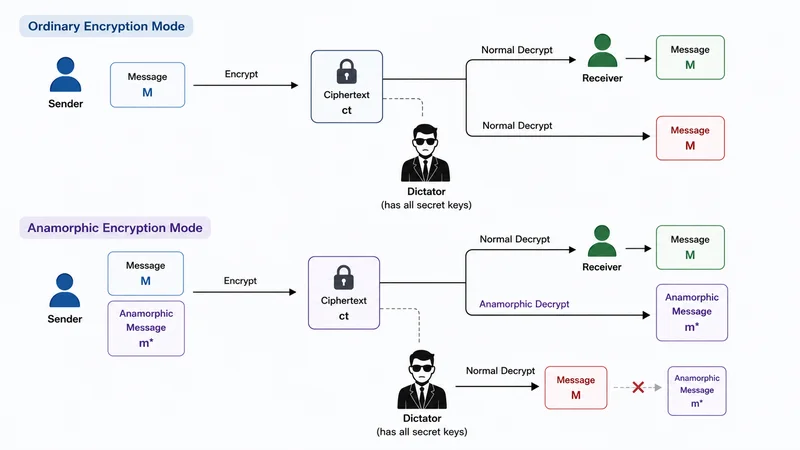 Ordinary Encryption Mode
Sender
Message
M
Encrypt
Ciphertext
ct
Normal Decrypt
Receiver
Message
M
Normal Decrypt
Message
M
Dictator
(has all secret keys)
Anamorphic Encryption Mode
Sender
Message
M
Anamorphic
Message
m*
Encrypt
Ciphertext
ct
Normal Decrypt
Receiver
Message
M
Anamorphic Decrypt
Anamorphic
Message
m*
Dictator
(has all secret keys)
Normal Decrypt
Message
M
Anamorphic
Message
m*